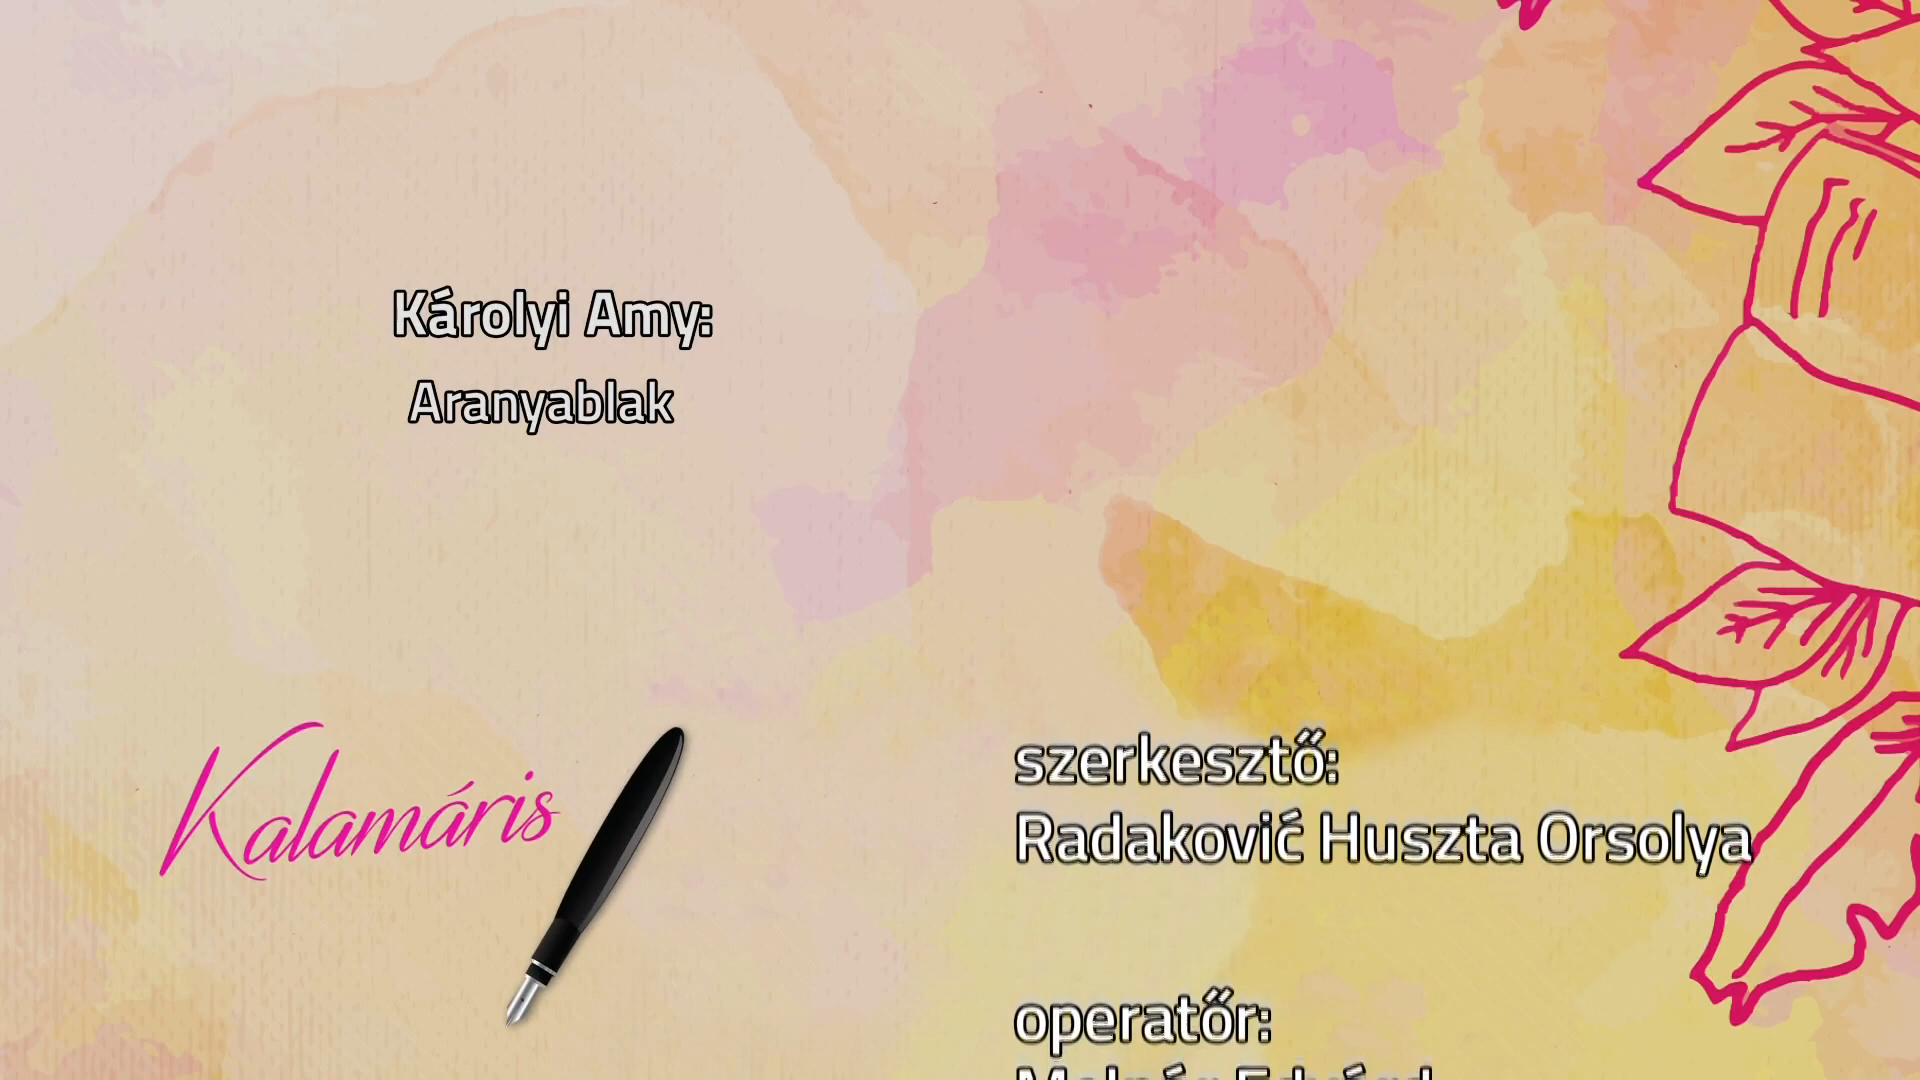 Károlyi Amy:
Aranyablak
Kalamáris
szerkesztő:
Radaković Huszta Orsolya
operatőr: